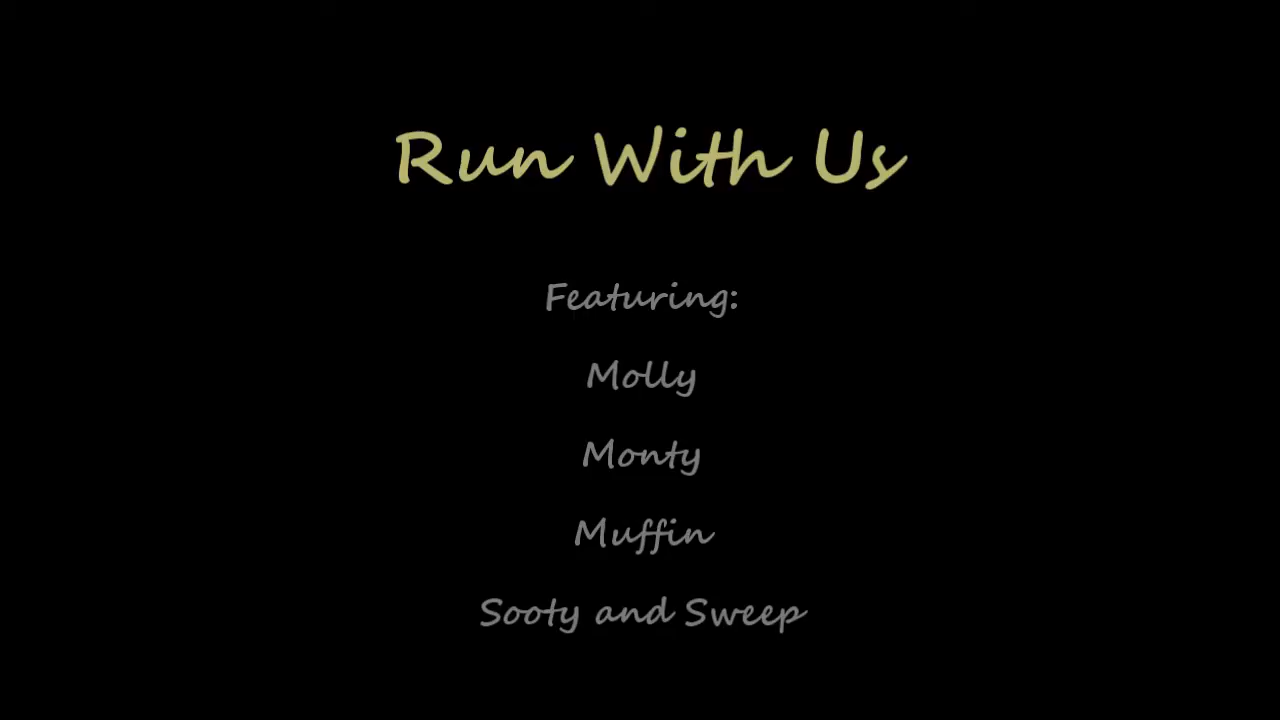 Run With Us
Featuring:
Molly
Monty
Muffin
Sooty and Sweep